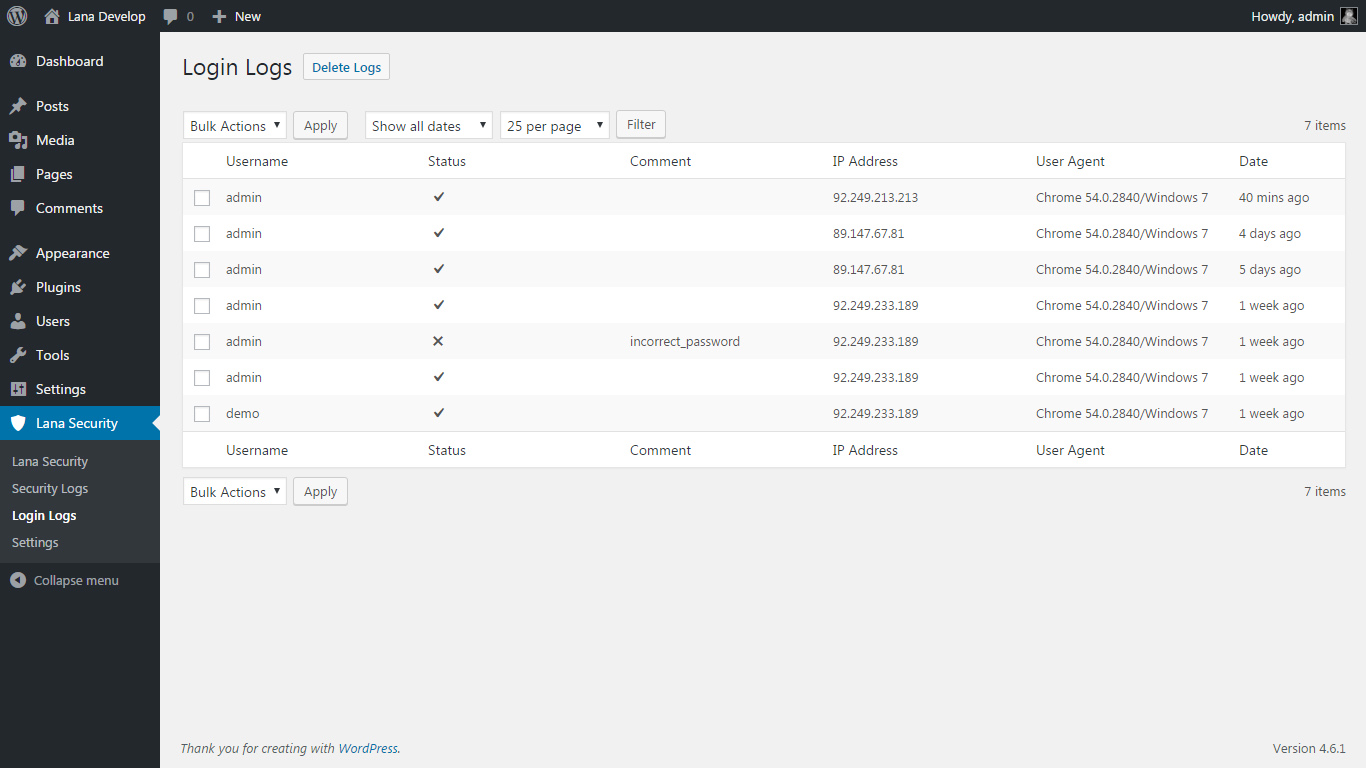 Lana Develop 0 New Howdy, admin
Dashboard
Posts
Media
Pages
Comments
Appearance
Plugins
Users
Tools
Settings
Lana Security
Lana Security
Security Logs
Login Logs
Settings
Collapse menu
Login Logs Delete Logs
Bulk Actions Apply Show all dates 25 per page Filter 7 items
Username Status Comment IP Address User Agent Date
admin 92.249.213.213 Chrome 54.0.2840/Windows 7 40 mins ago
admin 89.147.67.81 Chrome 54.0.2840/Windows 7 4 days ago
admin 89.147.67.81 Chrome 54.0.2840/Windows 7 5 days ago
admin 92.249.233.189 Chrome 54.0.2840/Windows 7 1 week ago
admin incorrect_password 92.249.233.189 Chrome 54.0.2840/Windows 7 1 week ago
admin 92.249.233.189 Chrome 54.0.2840/Windows 7 1 week ago
demo 92.249.233.189 Chrome 54.0.2840/Windows 7 1 week ago
Username Status Comment IP Address User Agent Date
Bulk Actions Apply 7 items
Thank you for creating with WordPress. Version 4.6.1